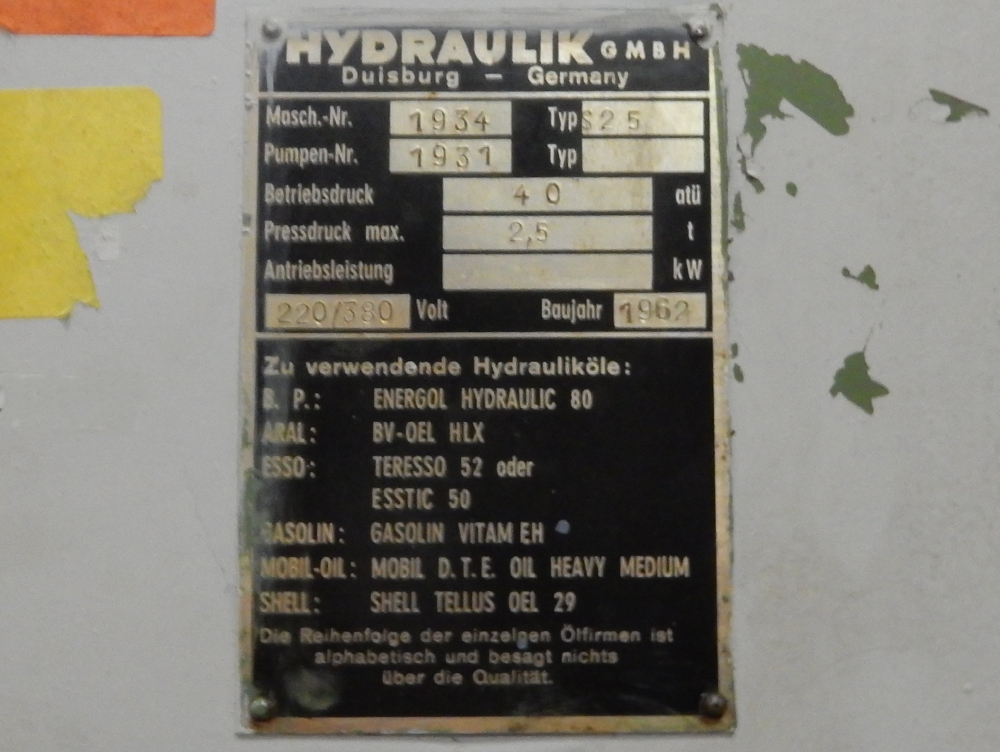 HYDRAULIK GMBH
Duisburg – Germany
Masch.-Nr. 1934 Typ S25
Pumpen-Nr. 1931 Typ
Betriebsdruck 40 atü
Pressdruck max. 2,5 t
Antriebsleistung kW
220/380 Volt Baujahr 1962
Zu verwendende Hydrauliköle:
B. P.: ENERGOL HYDRAULIC 80
ARAL: BV-OEL HLX
ESSO: TERESSO 52 oder
ESSTIC 50
GASOLIN: GASOLIN VITAM EH
MOBIL-OIL: MOBIL D.T.E. OIL HEAVY MEDIUM
SHELL: SHELL TELLUS OEL 29
Die Reihenfolge der einzelgen Ölfirmen ist
alphabetisch und besagt nichts
über die Qualität.